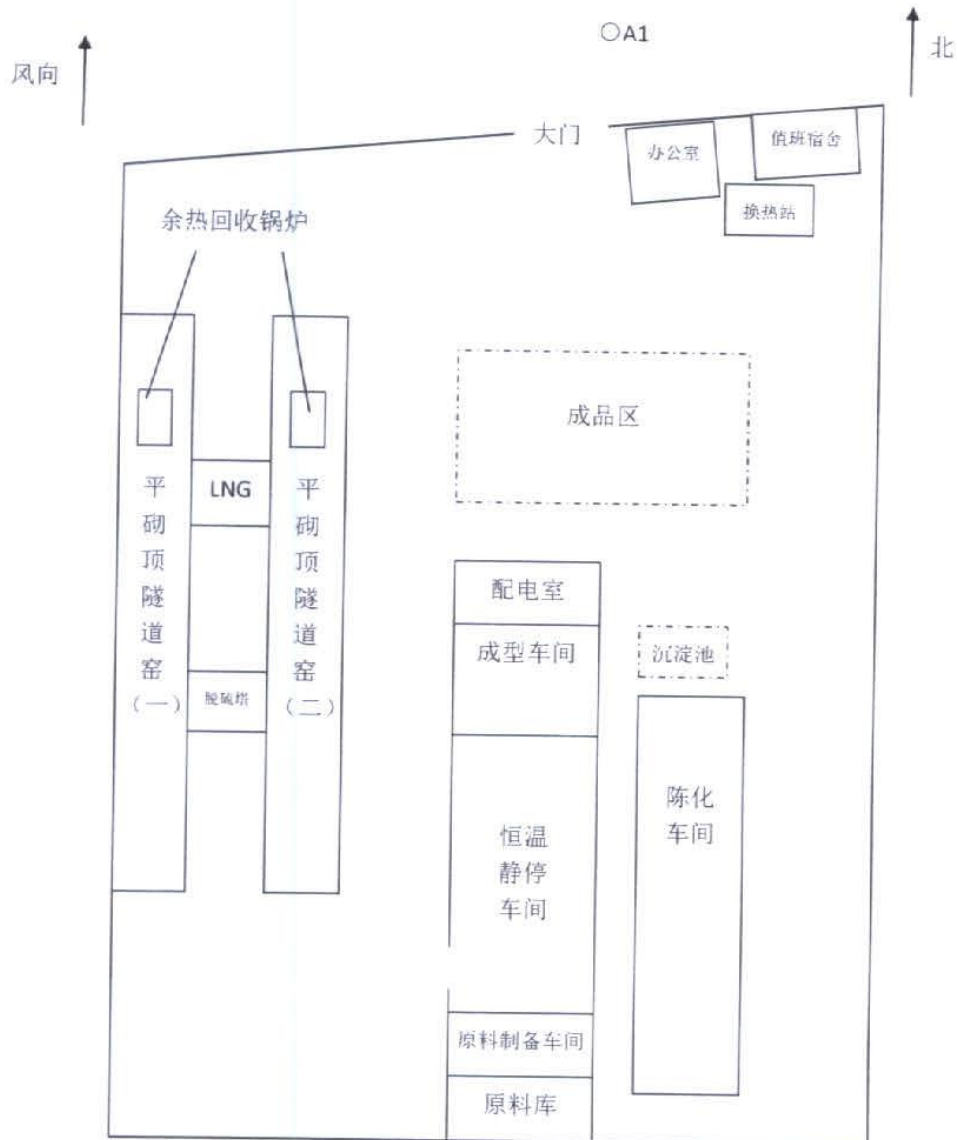 ○A1
风向
北
大门
办公室
值班宿舍
换热站
余热回收锅炉
成品区
平
砌
顶
隧
道
窑
(一)
LNG
脱硫塔
平
砌
顶
隧
道
窑
(二)
配电室
成型车间
沉淀池
恒温
静停
车间
陈化
车间
原料制备车间
原料库